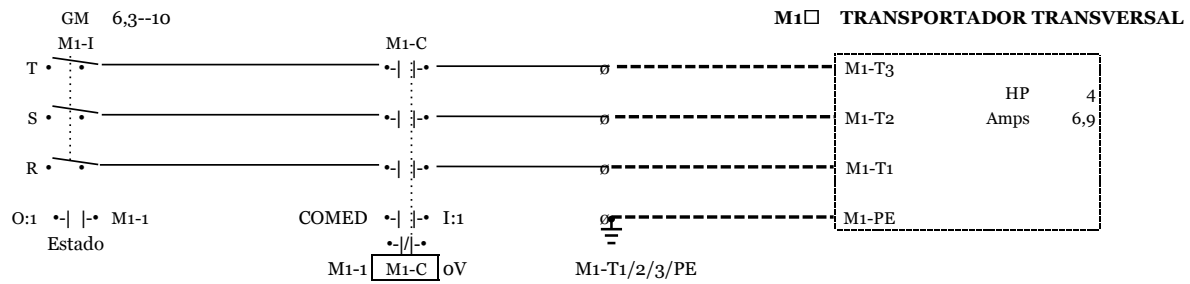 GM 6,3--10 M1□ TRANSPORTADOR TRANSVERSAL
M1-I M1-C
T •-| |-• ø M1-T3
HP 4
S •-| |-• ø M1-T2 Amps 6,9
R •-| |-• ø M1-T1
O:1 •-| |-• M1-1 COMED •-| |-• I:1 ø M1-PE
Estado •-|/|-•
M1-1 M1-C 0V M1-T1/2/3/PE